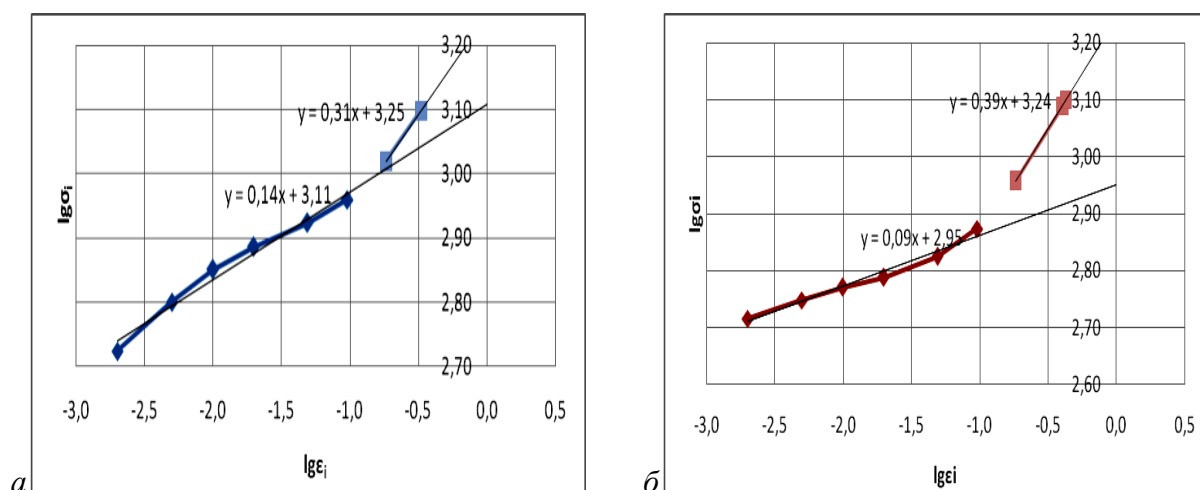 3,20
y = 0,31x + 3,25
3,10
3,00
y = 0,14x + 3,11
2,90
2,80
2,70
-3,0 -2,5 -2,0 -1,5 -1,0 -0,5 0,0 0,5
lgσi
lgεi
а
3,20
y = 0,39x + 3,24
3,10
3,00
2,90
y = 0,09x + 2,95
2,80
2,70
2,60
-3,0 -2,5 -2,0 -1,5 -1,0 -0,5 0,0 0,5
lgσi
lgεi
б